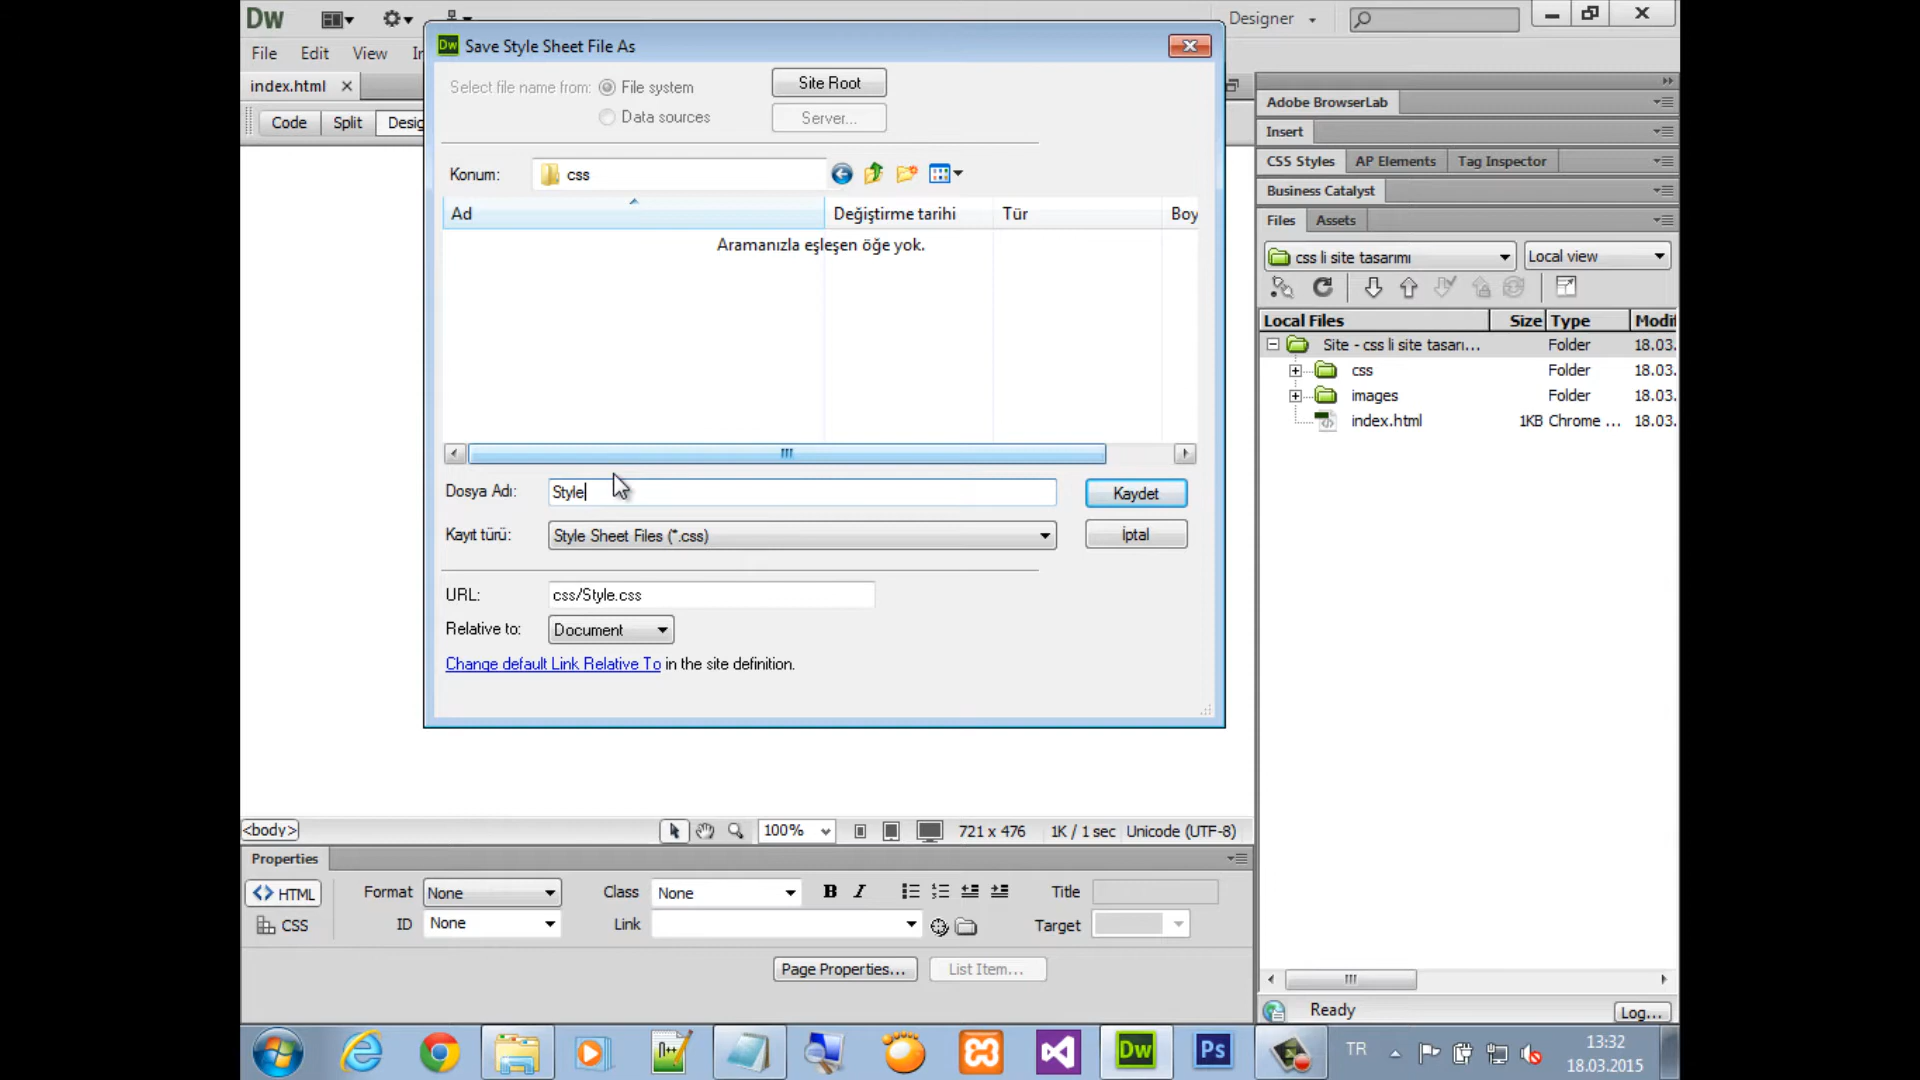 Dw
Designer
File
Edit
View
Dw Save Style Sheet File As
index.html
Code
Split
Desig
Select file name from:
File system
Data sources
Site Root
Server...
Konum:
css
Ad
Değiştirme tarihi
Tür
Boy
Aramanızla eşleşen öğe yok.
Dosya Adı:
Style
Kaydet
Kayıt türü:
Style Sheet Files (*.css)
İptal
URL:
css/Style.css
Relative to:
Document
Change default Link Relative To in the site definition.
Adobe BrowserLab
Insert
CSS Styles
AP Elements
Tag Inspector
Business Catalyst
Files
Assets
css li site tasarımı
Local view
Local Files
Size
Type
Modif
Site - css li site tasarı...
Folder
18.03.
css
Folder
18.03.
images
Folder
18.03.
index.html
1KB
Chrome ...
18.03.
<body>
100%
721 x 476
1K / 1 sec
Unicode (UTF-8)
Properties
<> HTML
Format
None
Class
None
B
I
Title
CSS
ID
None
Link
Target
Page Properties...
List Item...
Ready
Log...
Dw
Ps
TR
13:32
18.03.2015